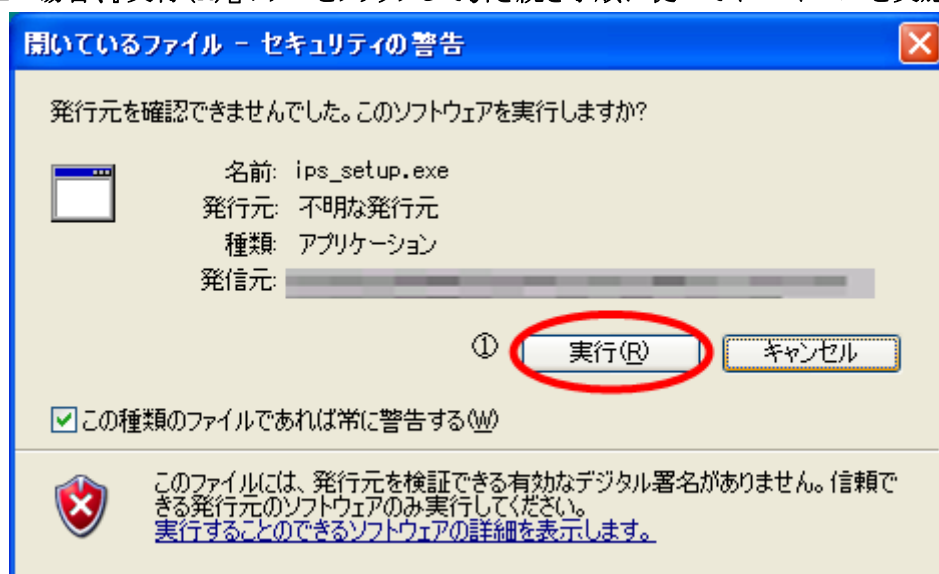 開いているファイル - セキュリティの警告
発行元を確認できませんでした。このソフトウェアを実行しますか?
名前: ips_setup.exe
発行元: 不明な発行元
種類: アプリケーション
発信元:
① 実行(R) キャンセル
この種類のファイルであれば常に警告する(W)
このファイルには、発行元を検証できる有効なデジタル署名がありません。信頼で
きる発行元のソフトウェアのみ実行してください。
実行することのできるソフトウェアの詳細を表示します。